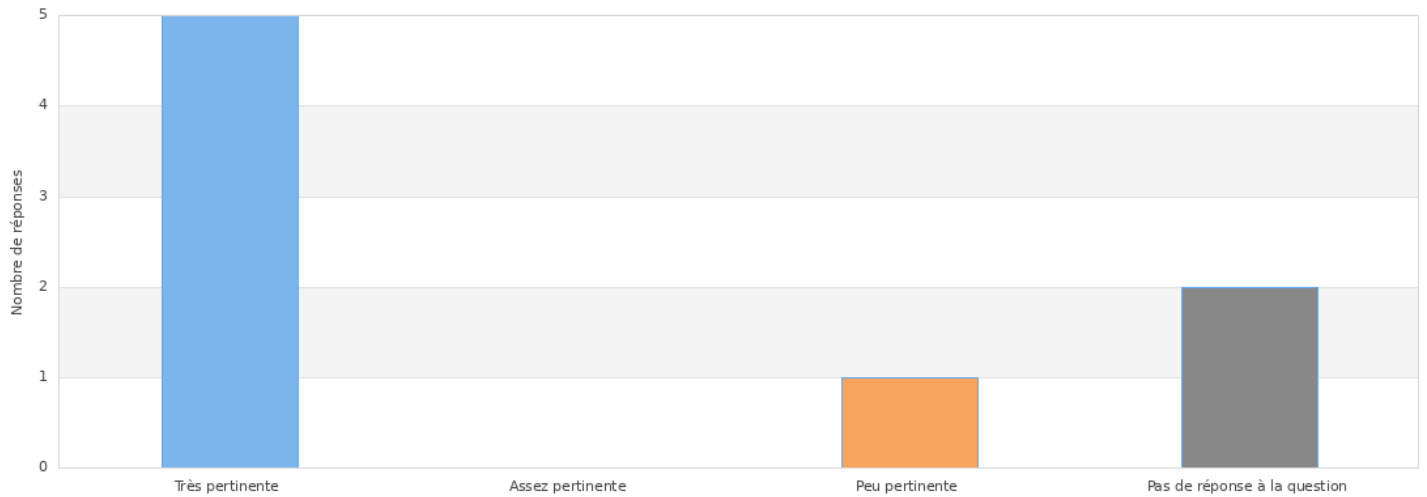 5
4
3
2
1
0
Nombre de réponses
Très pertinente
Assez pertinente
Peu pertinente
Pas de réponse à la question